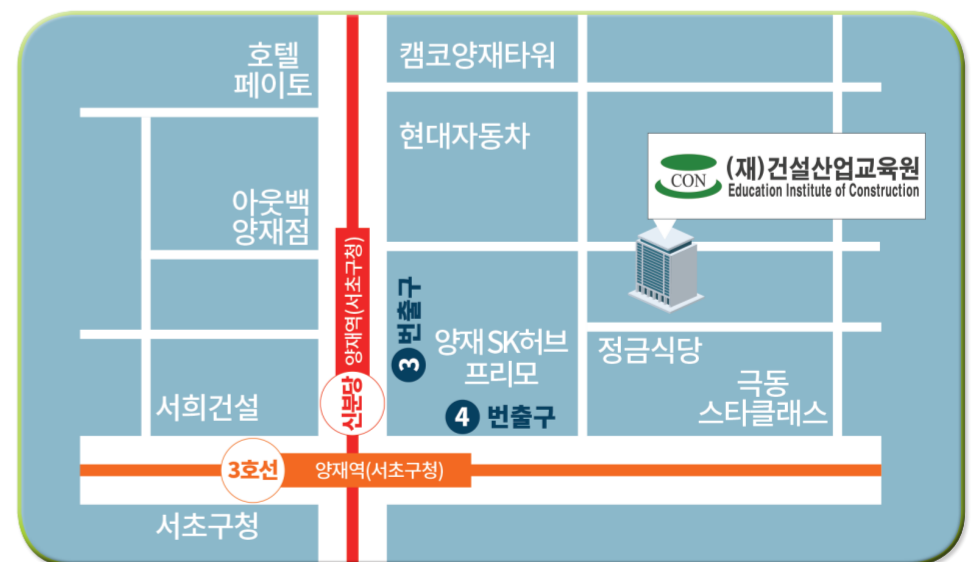 호텔
페이토
캠코양재타워
현대자동차
CON
(재)건설산업교육원
Education Institute of Construction
아웃백
양재점
양재역(서초구청)
신분당
3 번출구
양재 SK허브
프리모
4 번출구
정금식당
극동
스타클래스
서희건설
3호선
양재역(서초구청)
서초구청